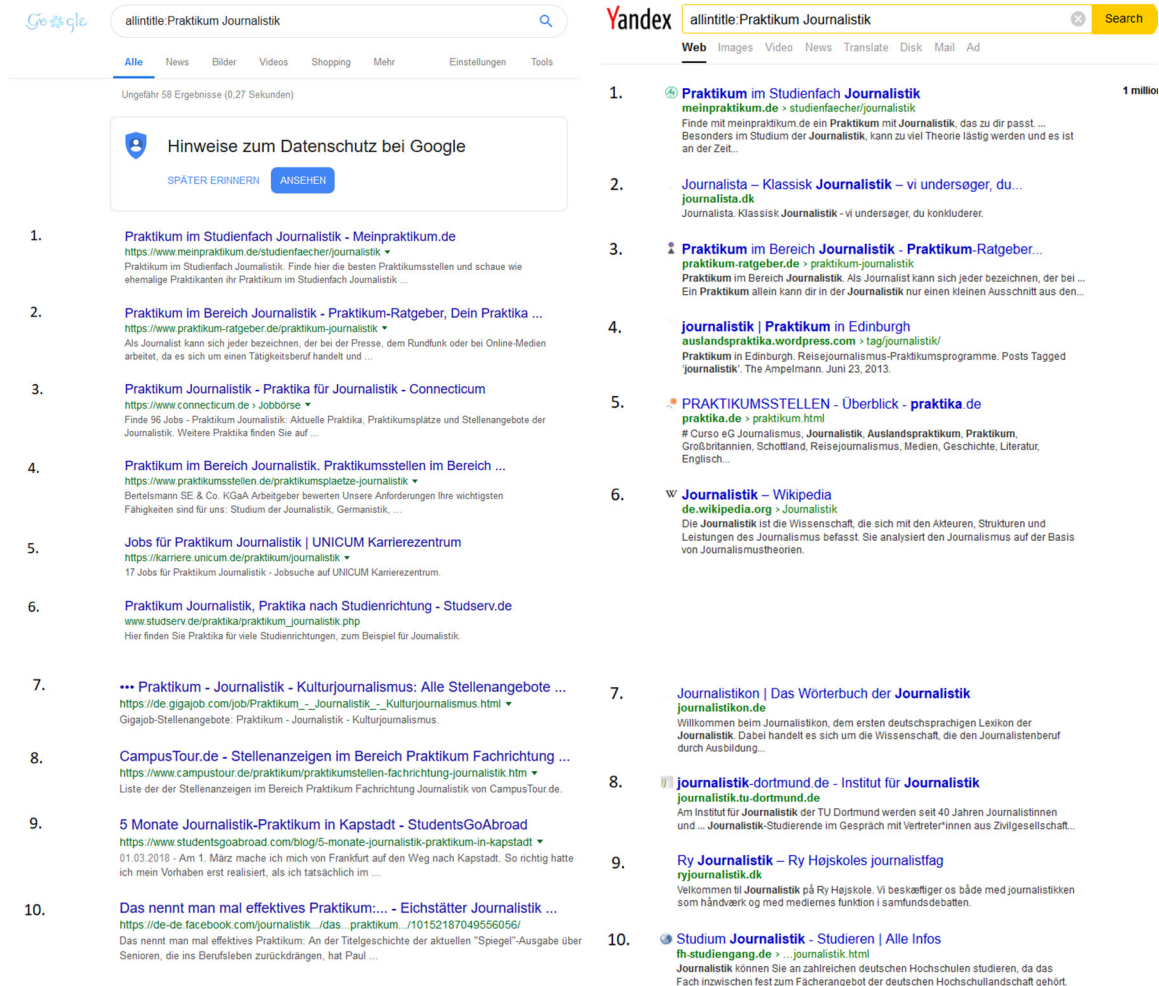 Google
allintitle:Praktikum Journalistik
Alle News Bilder Videos Shopping Mehr Einstellungen Tools
Ungefähr 58 Ergebnisse (0,27 Sekunden)
Hinweise zum Datenschutz bei Google
SPÄTER ERINNERN ANSEHEN
1.
Praktikum im Studienfach Journalistik - Meinpraktikum.de
https://www.meinpraktikum.de/studienfaecher/journalistik
Praktikum im Studienfach Journalistik. Finde hier die besten Praktikumsstellen und schaue wie
ehemalige Praktikanten ihr Praktikum im Studienfach Journalistik ...
2.
Praktikum im Bereich Journalistik - Praktikum-Ratgeber, Dein Praktika ...
https://www.praktikum-ratgeber.de/praktikum-journalistik
Als Journalist kann sich jeder bezeichnen, der bei der Presse, dem Rundfunk oder bei Online-Medien
arbeitet, da es sich um einen Tätigkeitsberuf handelt und ...
3.
Praktikum Journalistik - Praktika für Journalistik - Connecticum
https://www.connecticum.de › Jobbörse
Finde 96 Jobs - Praktikum Journalistik: Aktuelle Praktika, Praktikumsplätze und Stellenangebote der
Journalistik. Weitere Praktika finden Sie auf ...
4.
Praktikum im Bereich Journalistik. Praktikumsstellen im Bereich ...
https://www.praktikumsstellen.de/praktikumsplaetze-journalistik
Bertelsmann SE & Co. KGaA Arbeitgeber bewerten Unsere Anforderungen Ihre wichtigsten
Fähigkeiten sind für uns: Studium der Journalistik, Germanistik, ...
5.
Jobs für Praktikum Journalistik | UNICUM Karrierezentrum
https://karriere.unicum.de/praktikum/journalistik
17 Jobs für Praktikum Journalistik - Jobsuche auf UNICUM Karrierezentrum.
6.
Praktikum Journalistik, Praktika nach Studienrichtung - Studserv.de
www.studserv.de/praktika/praktikum_journalistik.php
Hier finden Sie Praktika für viele Studienrichtungen, zum Beispiel für Journalistik.
7.
••• Praktikum - Journalistik - Kulturjournalismus: Alle Stellenangebote ...
https://de.gigajob.com/job/Praktikum_-_Journalistik_-_Kulturjournalismus.html
Gigajob-Stellenangebote: Praktikum - Journalistik - Kulturjournalismus.
8.
CampusTour.de - Stellenanzeigen im Bereich Praktikum Fachrichtung ...
https://www.campustour.de/praktikum/praktikumstellen-fachrichtung-journalistik.htm
Liste der der Stellenanzeigen im Bereich Praktikum Fachrichtung Journalistik von CampusTour.de.
9.
5 Monate Journalistik-Praktikum in Kapstadt - StudentsGoAbroad
https://www.studentsgoabroad.com/blog/5-monate-journalistik-praktikum-in-kapstadt
01.03.2018 - Am 1. März mache ich mich von Frankfurt auf den Weg nach Kapstadt. So richtig hatte
ich mein Vorhaben erst realisiert, als ich tatsächlich im ...
10.
Das nennt man mal effektives Praktikum:... - Eichstätter Journalistik ...
https://de-de.facebook.com/journalistik.../das...praktikum.../10152187049556056/
Das nennt man mal effektives Praktikum: An der Titelgeschichte der aktuellen "Spiegel"-Ausgabe über
Senioren, die ins Berufsleben zurückdrängen, hat Paul ...
Yandex
allintitle:Praktikum Journalistik
Search
Web Images Video News Translate Disk Mail Ad
1 million
1.
Praktikum im Studienfach Journalistik
meinpraktikum.de › studienfaecher/journalistik
Finde mit meinpraktikum.de ein Praktikum mit Journalistik, das zu dir passt. ...
Besonders im Studium der Journalistik, kann zu viel Theorie lästig werden und es ist
an der Zeit...
2.
Journalista – Klassisk Journalistik – vi undersøger, du...
journalista.dk
Journalista. Klassisk Journalistik - vi undersøger, du konkluderer.
3.
Praktikum im Bereich Journalistik - Praktikum-Ratgeber...
praktikum-ratgeber.de › praktikum-journalistik
Praktikum im Bereich Journalistik. Als Journalist kann sich jeder bezeichnen, der bei ...
Ein Praktikum allein kann dir in der Journalistik nur einen kleinen Ausschnitt aus den...
4.
journalistik | Praktikum in Edinburgh
auslandspraktika.wordpress.com › tag/journalistik/
Praktikum in Edinburgh. Reisejournalismus-Praktikumsprogramme. Posts Tagged
'journalistik'. The Ampelmann. Juni 23, 2013.
5.
PRAKTIKUMSSTELLEN - Überblick - praktika.de
praktika.de › praktikum.html
# Curso eG Journalismus, Journalistik, Auslandspraktikum, Praktikum,
Großbritannien, Schottland, Reisejournalismus, Medien, Geschichte, Literatur,
Englisch...
6.
W Journalistik – Wikipedia
de.wikipedia.org › Journalistik
Die Journalistik ist die Wissenschaft, die sich mit den Akteuren, Strukturen und
Leistungen des Journalismus befasst. Sie analysiert den Journalismus auf der Basis
von Journalismustheorien.
7.
Journalistikon | Das Wörterbuch der Journalistik
journalistikon.de
Willkommen beim Journalistikon, dem ersten deutschsprachigen Lexikon der
Journalistik. Dabei handelt es sich um die Wissenschaft, die den Journalistenberuf
durch Ausbildung...
8.
journalistik-dortmund.de - Institut für Journalistik
journalistik.tu-dortmund.de
Am Institut für Journalistik der TU Dortmund werden seit 40 Jahren Journalistinnen
und ... Journalistik-Studierende im Gespräch mit Vertreter*innen aus Zivilgesellschaft...
9.
Ry Journalistik – Ry Højskoles journalistfag
ryjournalistik.dk
Velkommen til Journalistik på Ry Højskole. Vi beskæftiger os både med journalistikken
som håndværk og med mediernes funktion i samfundsdebatten.
10.
Studium Journalistik - Studieren | Alle Infos
fh-studiengang.de › ...journalistik.html
Journalistik können Sie an zahlreichen deutschen Hochschulen studieren, da das
Fach inzwischen fest zum Fächerangebot der deutschen Hochschullandschaft gehört.